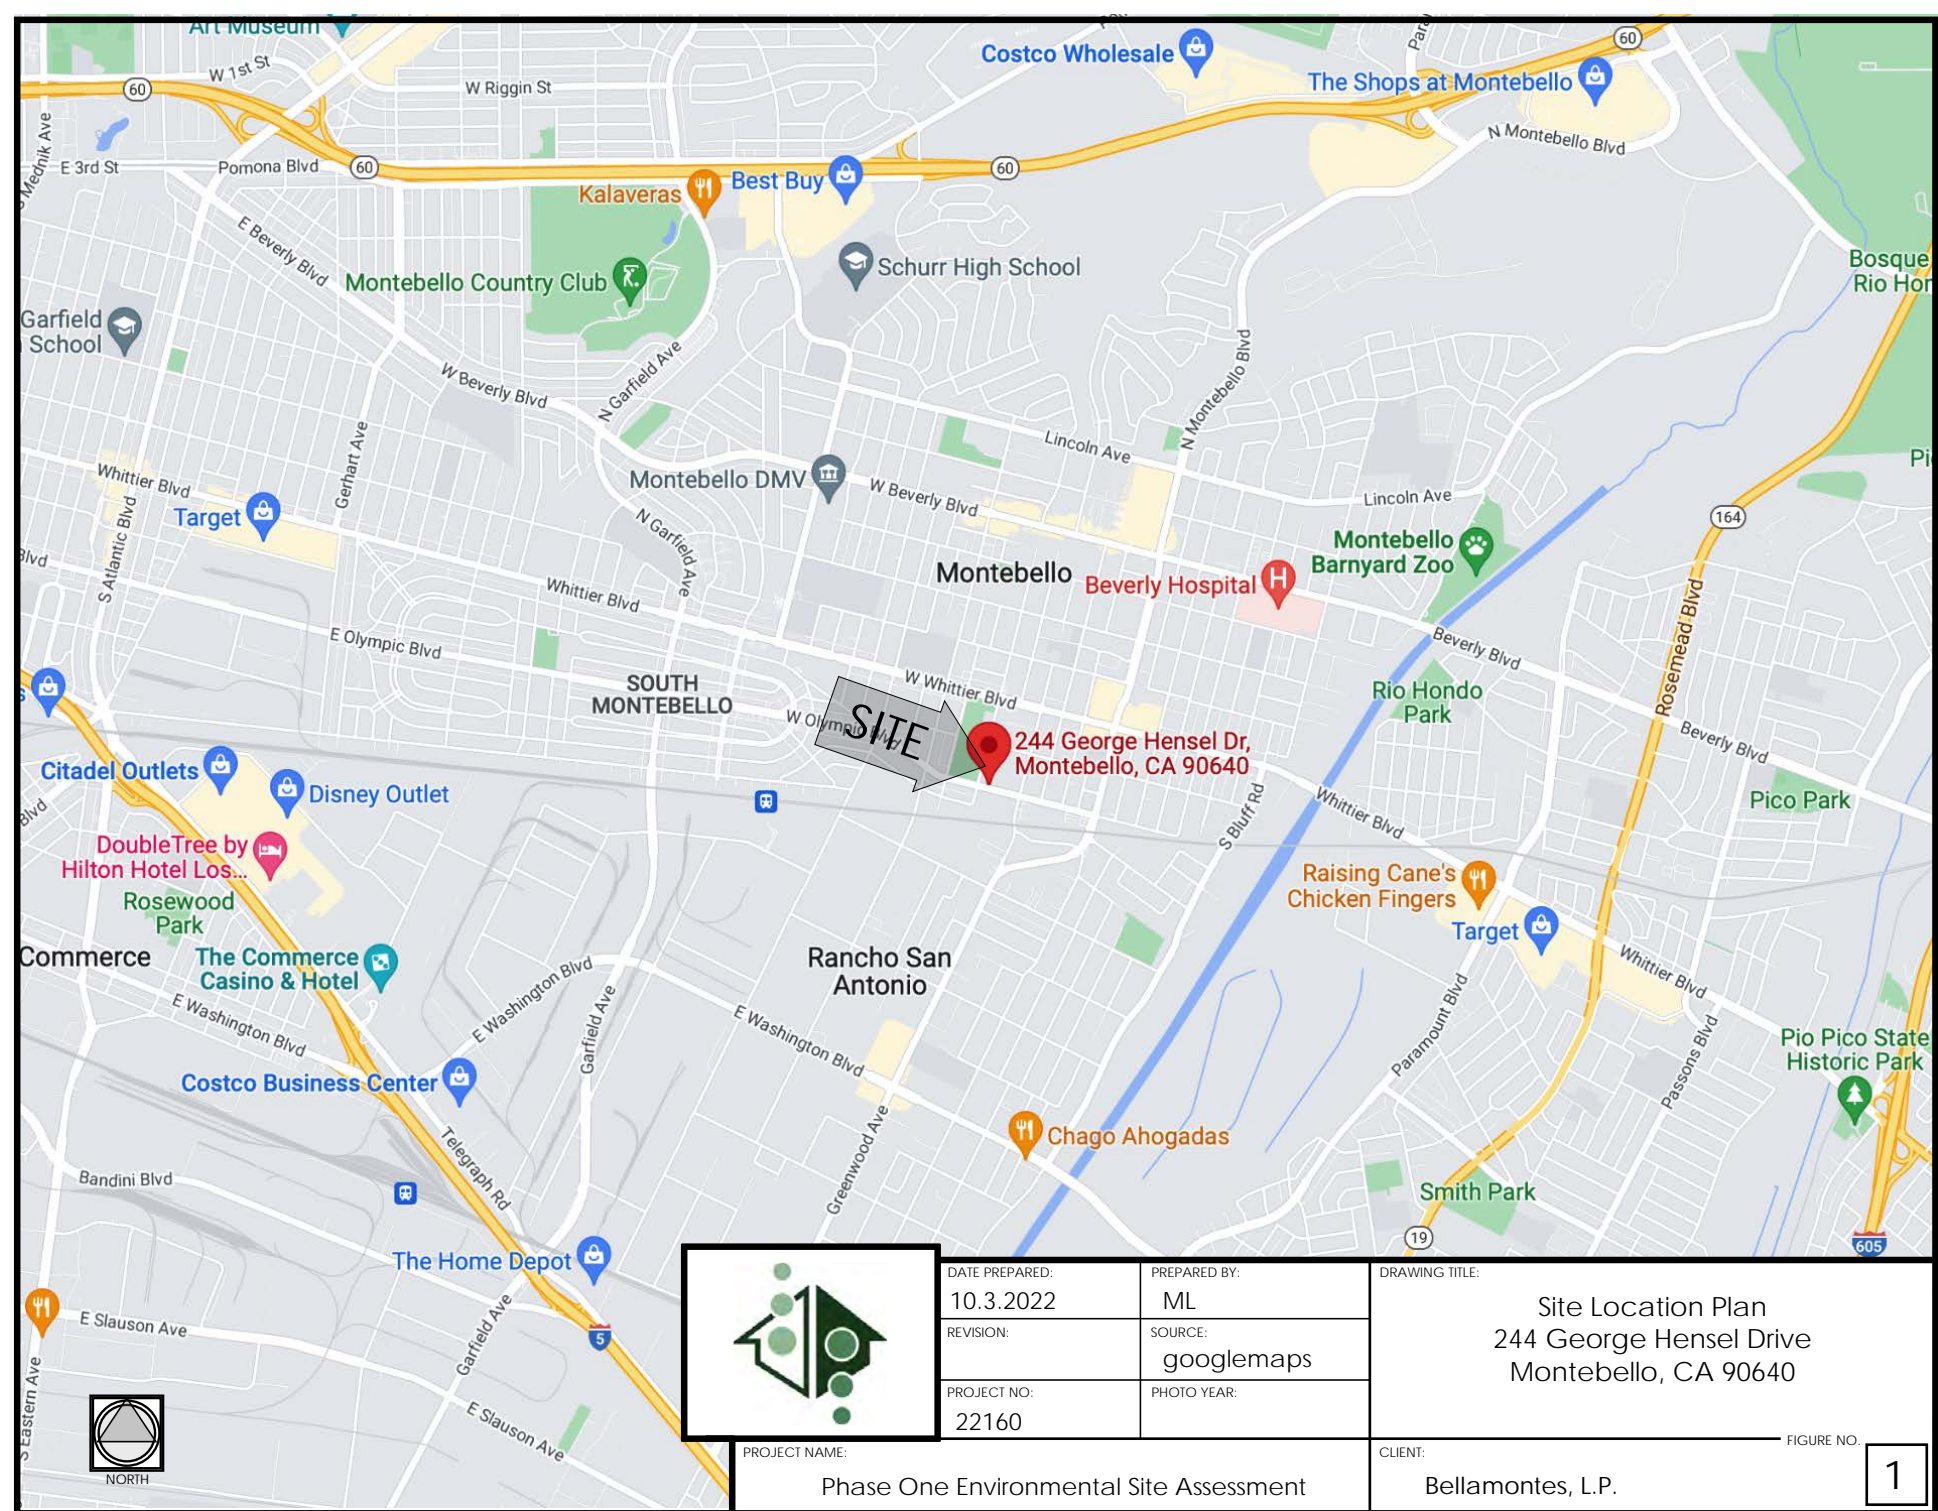 Art Museum
W 1st St
60
W Riggin St
Costco Wholesale
60
The Shops at Montebello
N Montebello Blvd
E 3rd St
Pomona Blvd
60
60
Kalaveras
Best Buy
E Beverly Blvd
Montebello Country Club
Schurr High School
Bosque
Rio Hon
Garfield
School
W Beverly Blvd
N Garfield Ave
N Montebello Blvd
Gerhart Ave
Lincoln Ave
Whittier Blvd
Montebello DMV
W Beverly Blvd
Lincoln Ave
Target
S Atlantic Blvd
N Garfield Ave
164
Montebello
Barnyard Zoo
Montebello
Beverly Hospital
Whittier Blvd
E Olympic Blvd
Beverly Blvd
Rosemead Blvd
SOUTH
MONTEBELLO
W Whittier Blvd
Rio Hondo
Park
W Olympic Blvd
SITE
244 George Hensel Dr,
Montebello, CA 90640
Beverly Blvd
Citadel Outlets
Disney Outlet
S Bluff Rd
Whittier Blvd
Pico Park
DoubleTree by
Hilton Hotel Los...
Raising Cane's
Chicken Fingers
Rosewood
Park
Target
Commerce
The Commerce
Casino & Hotel
Rancho San
Antonio
Whittier Blvd
E Washington Blvd
E Washington Blvd
Garfield Ave
E Washington Blvd
Paramount Blvd
Passons Blvd
Pio Pico State
Historic Park
Costco Business Center
Chago Ahogadas
Telegraph Rd
Greenwood Ave
Bandini Blvd
Smith Park
19
605
The Home Depot
E Slauson Ave
Garfield Ave
5
S Eastern Ave
E Slauson Ave
NORTH
DATE PREPARED:
10.3.2022
PREPARED BY:
ML
DRAWING TITLE:
Site Location Plan
244 George Hensel Drive
Montebello, CA 90640
REVISION:
SOURCE:
googlemaps
PROJECT NO:
22160
PHOTO YEAR:
PROJECT NAME:
Phase One Environmental Site Assessment
CLIENT:
Bellamontes, L.P.
FIGURE NO.
1